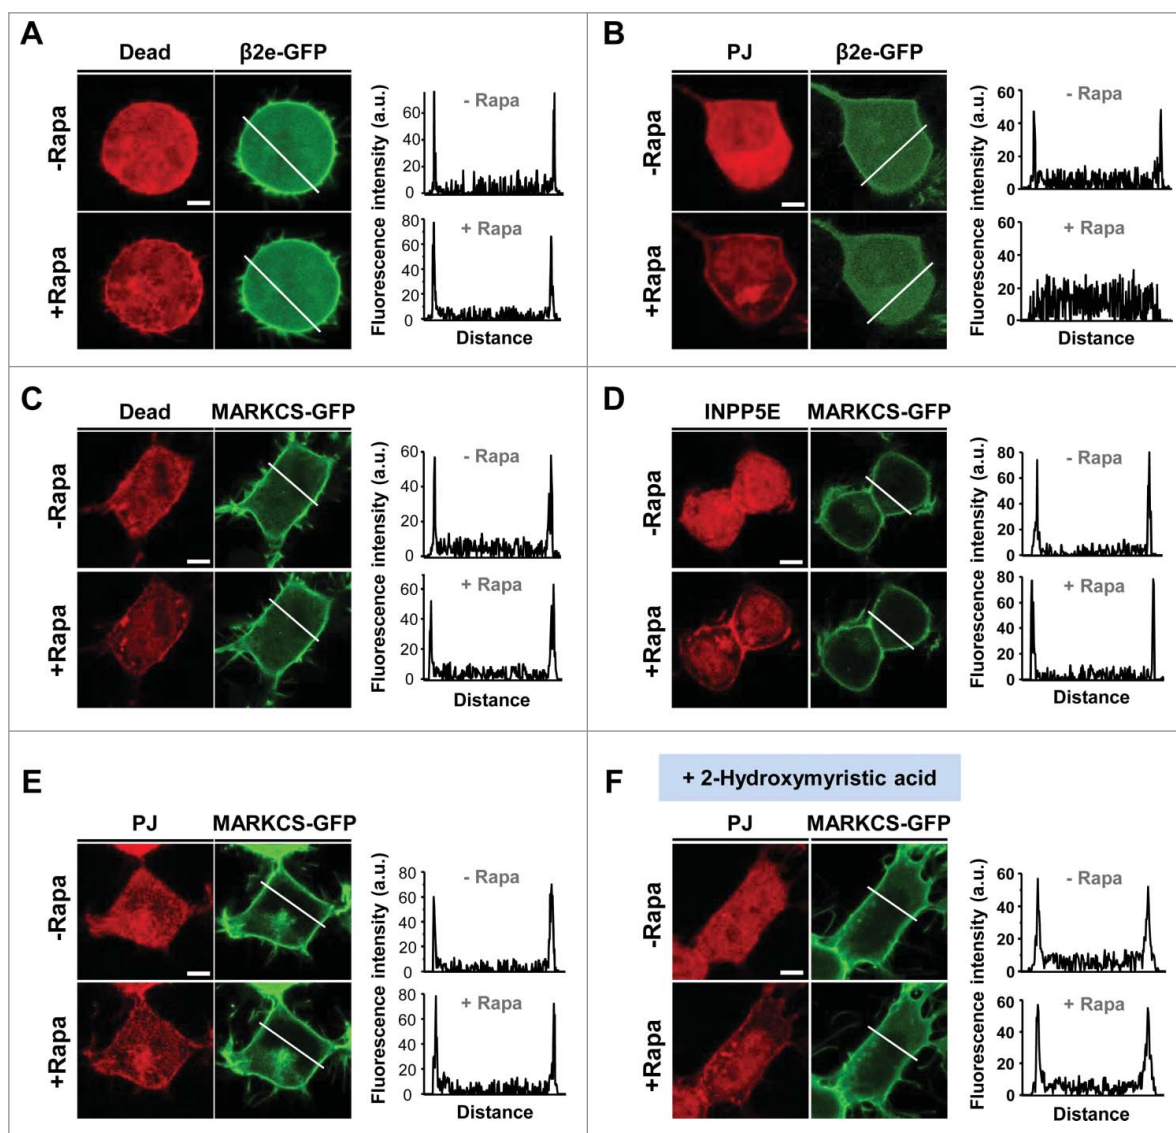 A
Dead β2e-GFP
-Rapa
+Rapa
Fluorescence intensity (a.u.)
- Rapa
60
40
20
0
+ Rapa
80
60
40
20
0
Distance
B
PJ β2e-GFP
-Rapa
+Rapa
Fluorescence intensity (a.u.)
- Rapa
60
40
20
0
+ Rapa
60
40
20
0
Distance
C
Dead MARKCS-GFP
-Rapa
+Rapa
Fluorescence intensity (a.u.)
- Rapa
60
40
20
0
+ Rapa
60
40
20
0
Distance
D
INPP5E MARKCS-GFP
-Rapa
+Rapa
Fluorescence intensity (a.u.)
- Rapa
80
60
40
20
0
+ Rapa
80
60
40
20
0
Distance
E
PJ MARKCS-GFP
-Rapa
+Rapa
Fluorescence intensity (a.u.)
- Rapa
80
60
40
20
0
+ Rapa
80
60
40
20
0
Distance
F
+ 2-Hydroxymyristic acid
PJ MARKCS-GFP
-Rapa
+Rapa
Fluorescence intensity (a.u.)
- Rapa
60
40
20
0
+ Rapa
60
40
20
0
Distance